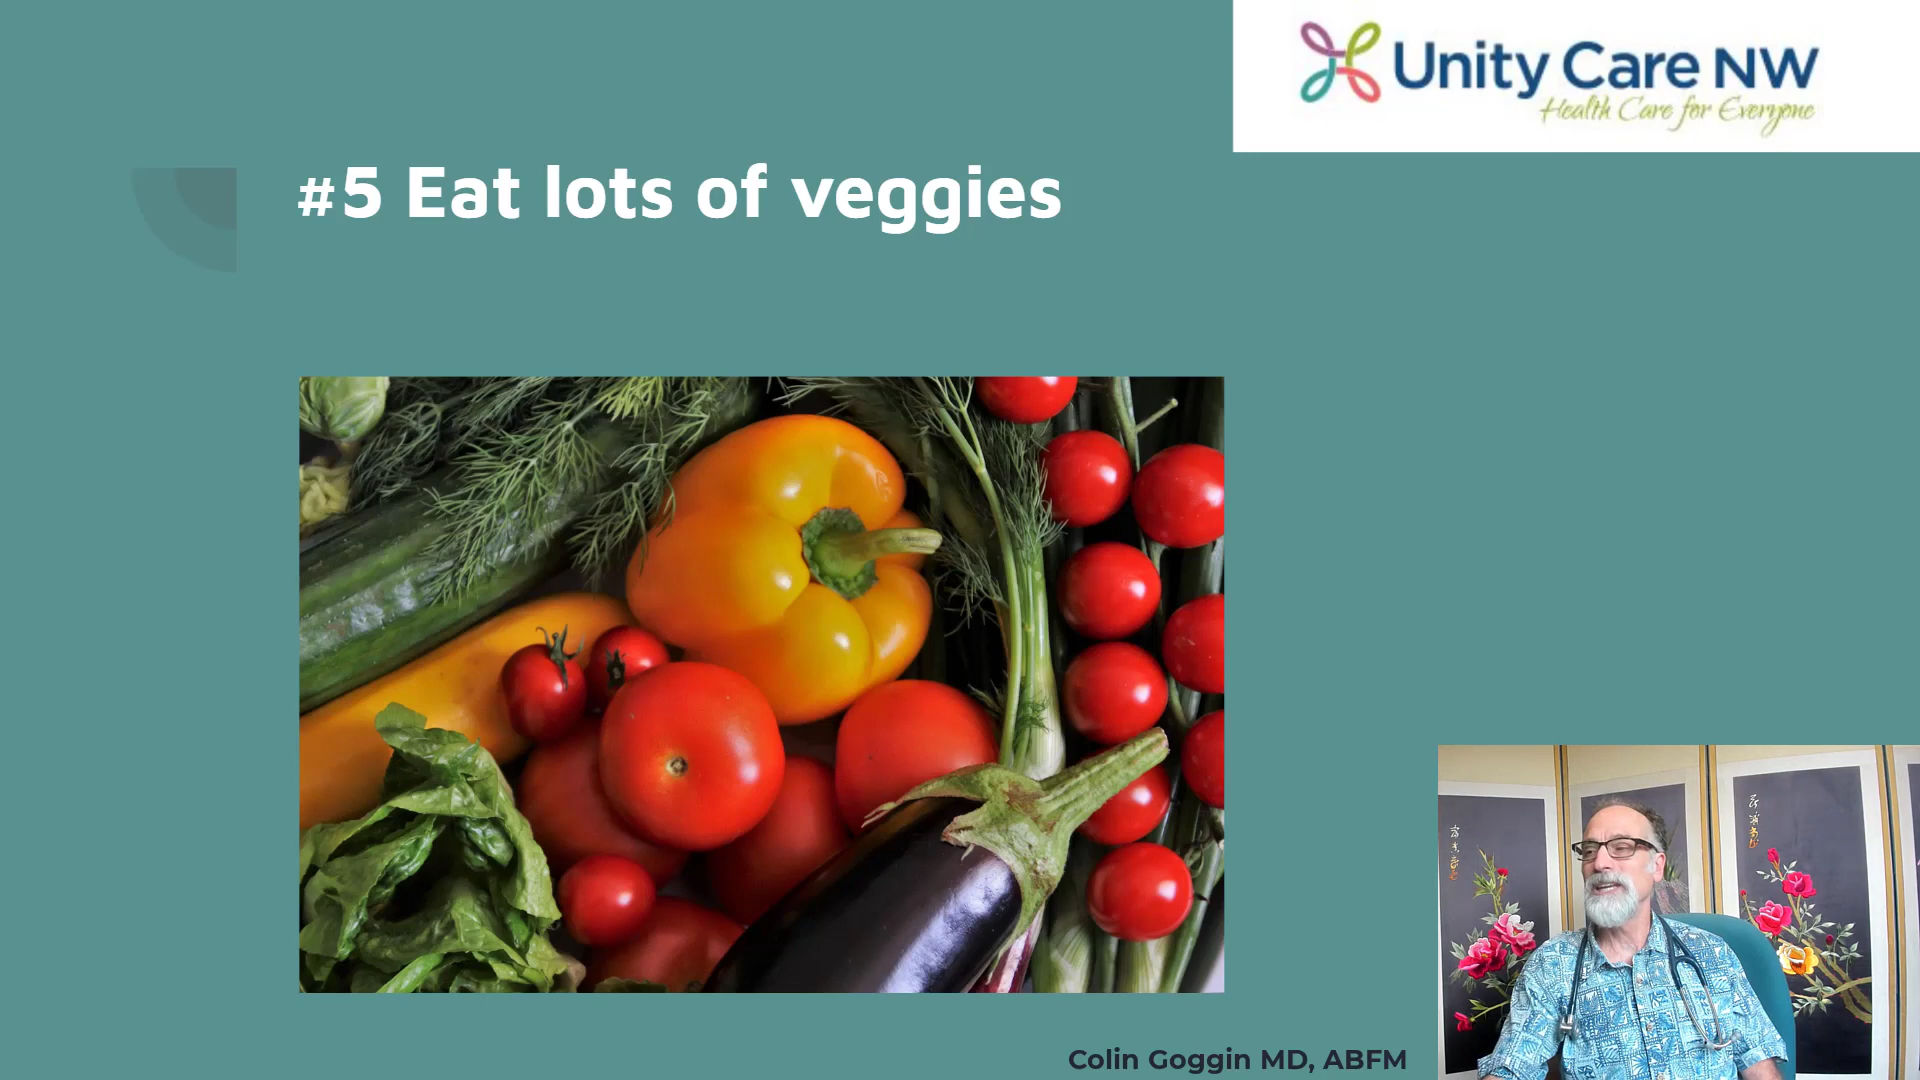 Unity Care NW
Health Care for Everyone
#5 Eat lots of veggies
Colin Goggin MD, ABFM